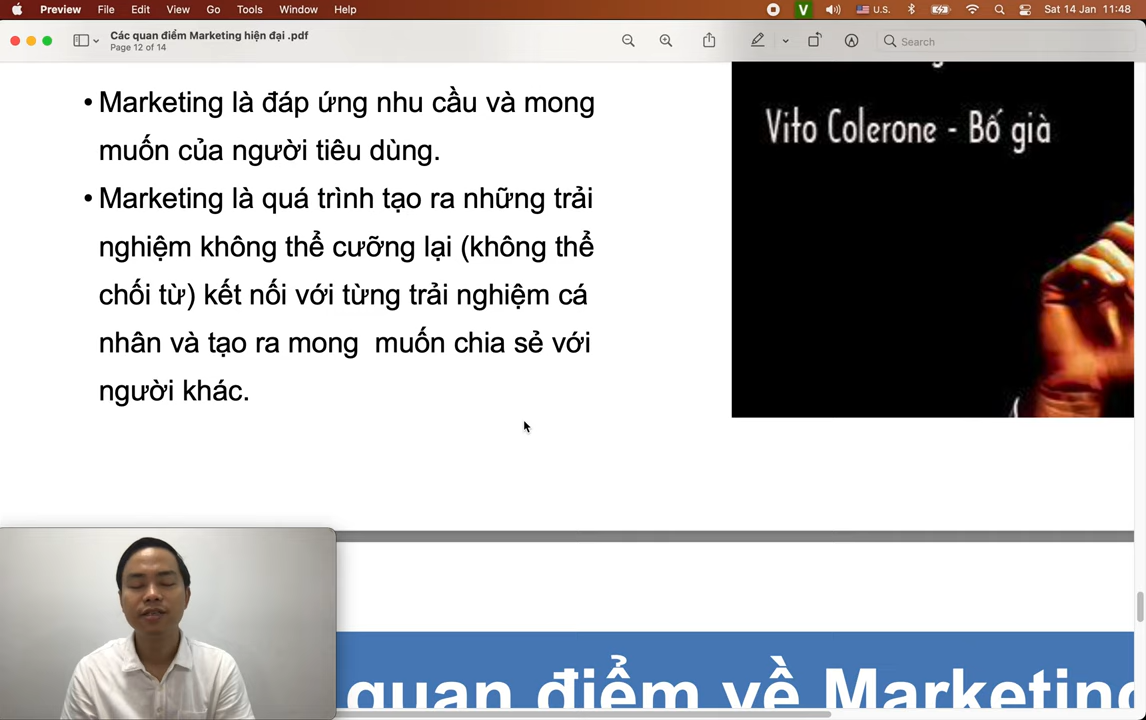 Preview File Edit View Go Tools Window Help
V U.S. Sat 14 Jan 11:48
Các quan điểm Marketing hiện đại .pdf
Page 12 of 14
Search
• Marketing là đáp ứng nhu cầu và mong
muốn của người tiêu dùng.
• Marketing là quá trình tạo ra những trải
nghiệm không thể cưỡng lại (không thể
chối từ) kết nối với từng trải nghiệm cá
nhân và tạo ra mong muốn chia sẻ với
người khác.
Vito Colerone - Bố già
quan điểm về Marketing